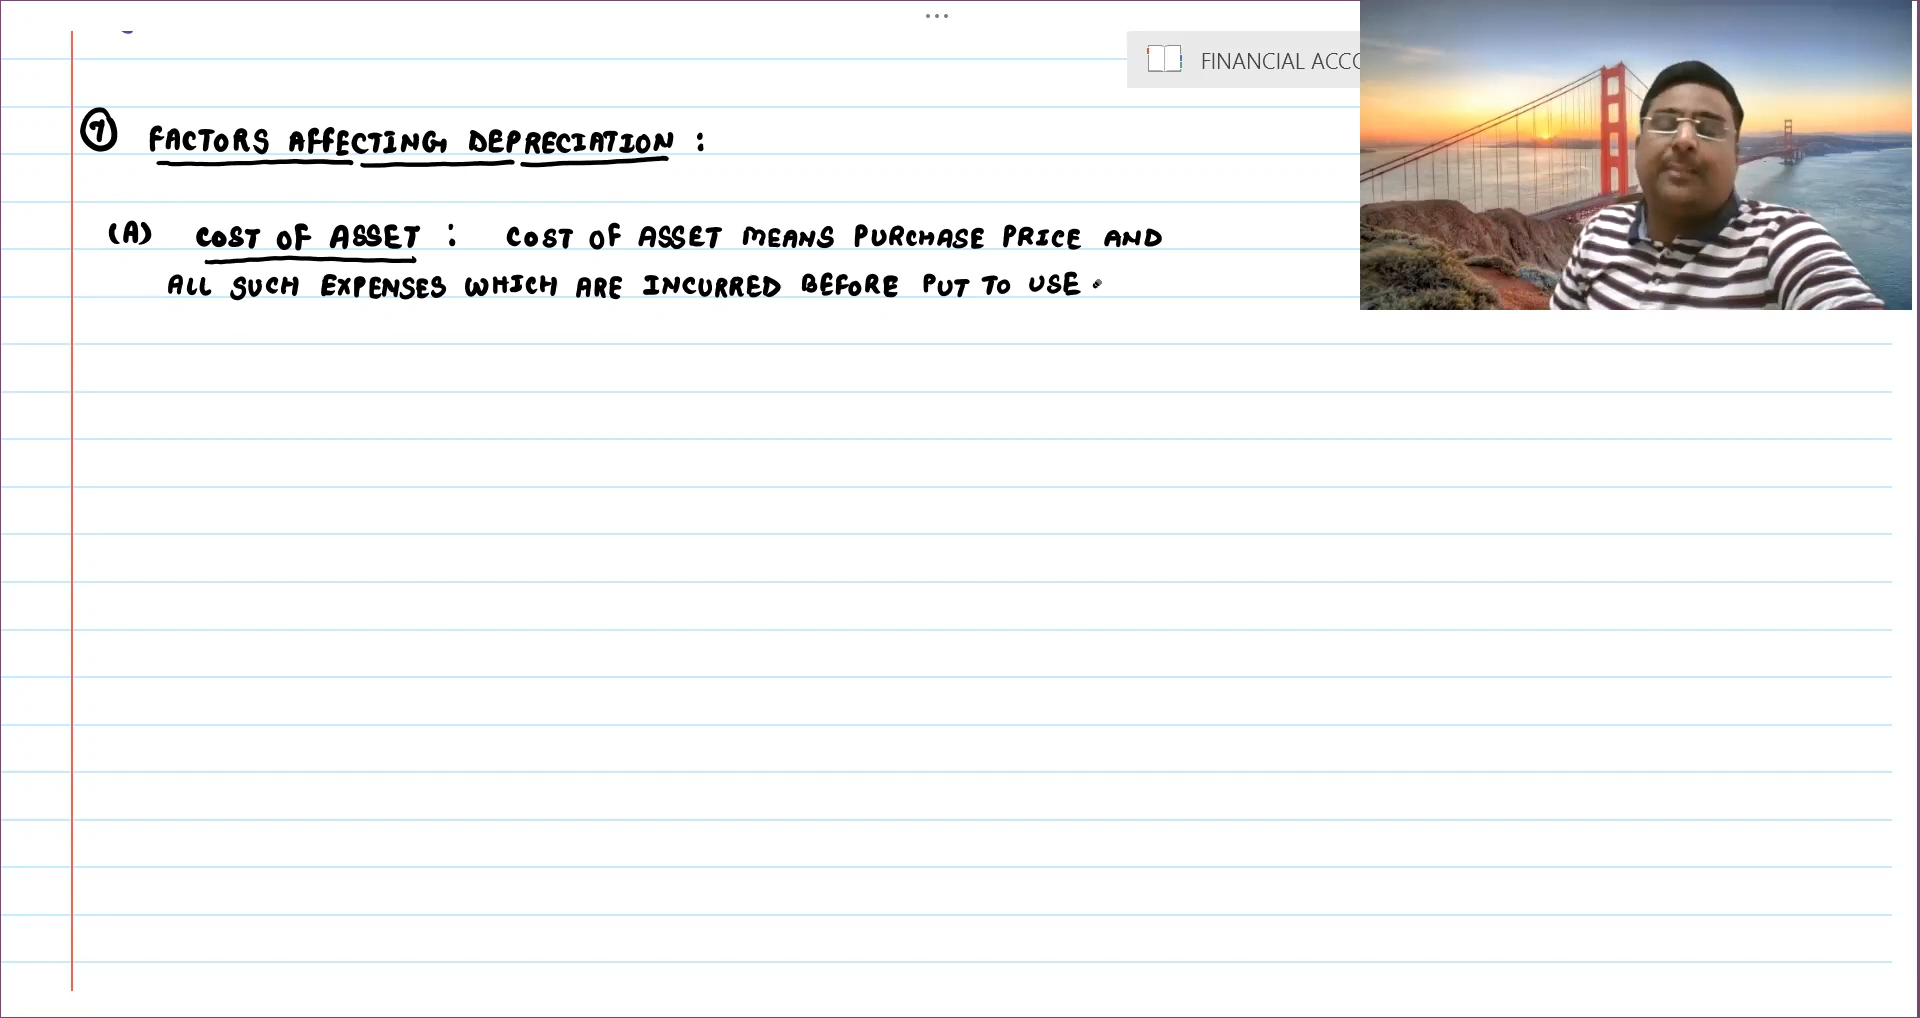 FINANCIAL ACCO
7 FACTORS AFFECTING DEPRECIATION :
(A) COST OF ASSET : COST OF ASSET MEANS PURCHASE PRICE AND
ALL SUCH EXPENSES WHICH ARE INCURRED BEFORE PUT TO USE .